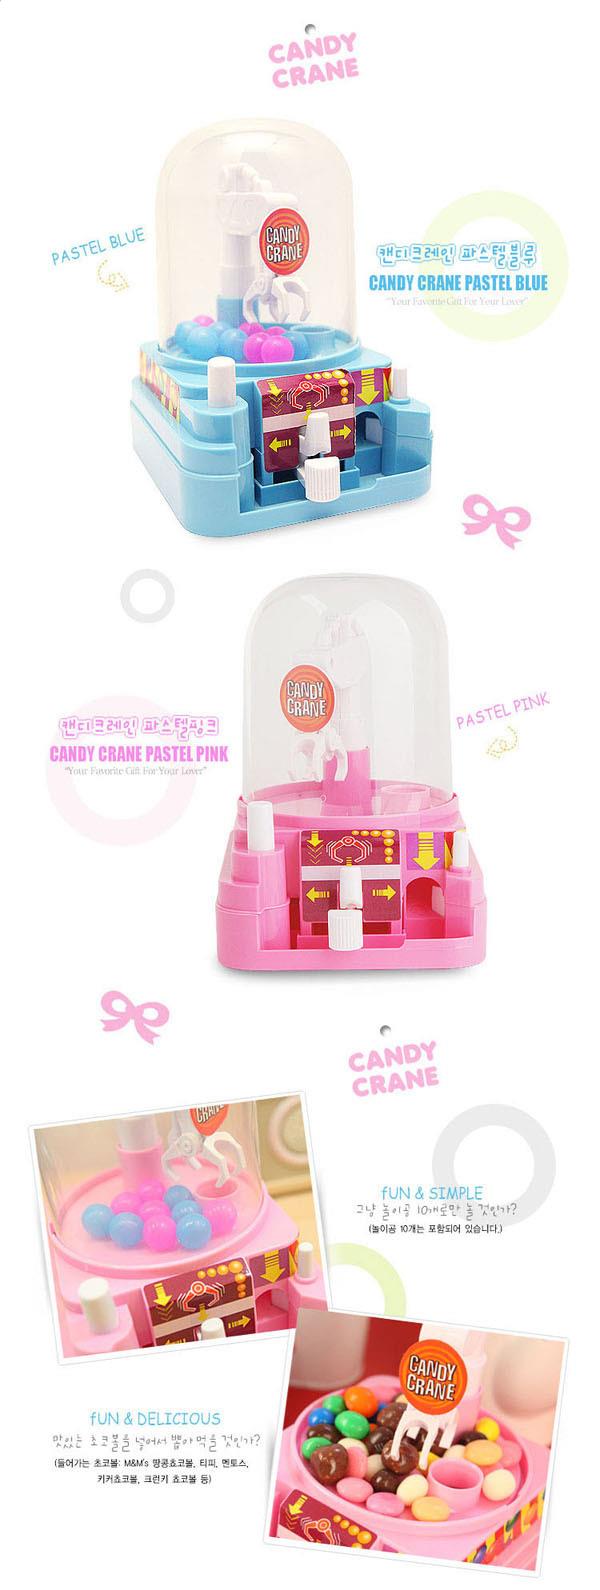 CANDY
CRANE
PASTEL BLUE
CANDY
CRANE
캔디크레인 파스텔블루
CANDY CRANE PASTEL BLUE
"Your Favorite Gift For Your Lover"
캔디크레인 파스텔핑크
CANDY CRANE PASTEL PINK
"Your Favorite Gift For Your Lover"
CANDY
CRANE
PASTEL PINK
CANDY
CRANE
CRANE
fUN & SIMPLE
그냥 놀이공 10개로만 놀 것인가?
(놀이공 10개는 포함되어 있습니다.)
CANDY
CRANE
fUN & DELICIOUS
맛있는 초코볼을 넣어서 뽑아 먹을 것인가?
(들어가는 초코볼: M&M's 땅콩효코볼, 티피, 멘토스,
키커효코볼, 크런키 효코볼 등)